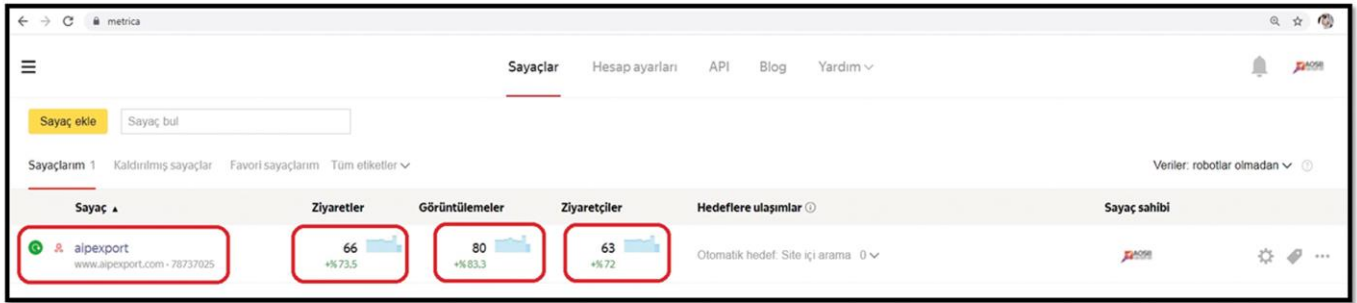 metrica
Sayaçlar Hesap ayarları API Blog Yardım
AOSB
Sayaç ekle Sayaç bul
Sayaçlarım 1 Kaldırılmış sayaçlar Favori sayaçlarım Tüm etiketler Veriler: robotlar olmadan
Sayaç ▲ Ziyaretler Görüntülemeler Ziyaretçiler Hedeflere ulaşımlar Sayaç sahibi
aipexport 66 80 63 Otomatik hedef: Site içi arama 0 AOSB
www.aipexport.com - 78737025 +%73.5 +%83.3 +%72